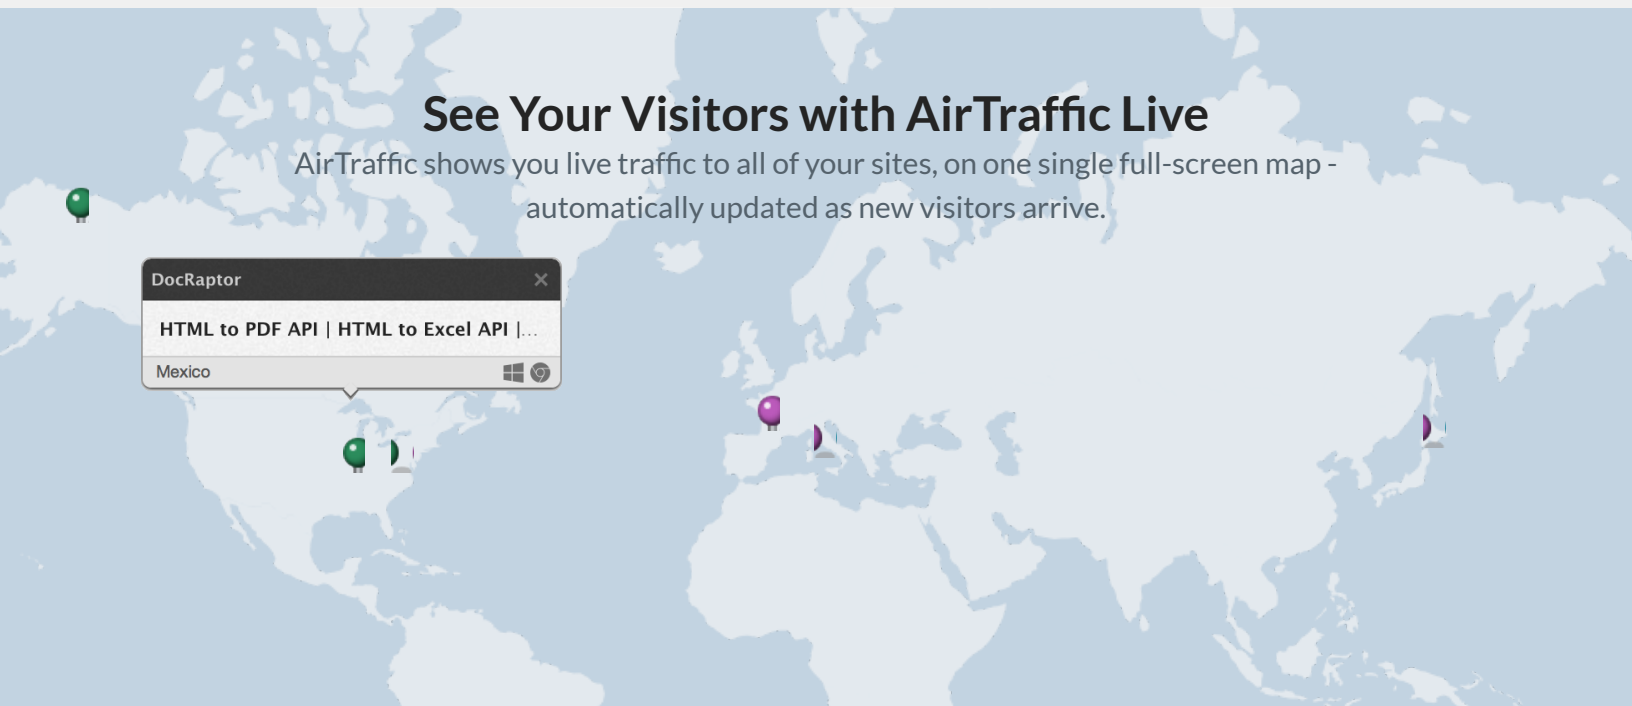 See Your Visitors with AirTraffic Live
AirTraffic shows you live traffic to all of your sites, on one single full-screen map -
automatically updated as new visitors arrive.
DocRaptor
HTML to PDF API | HTML to Excel API |...
Mexico